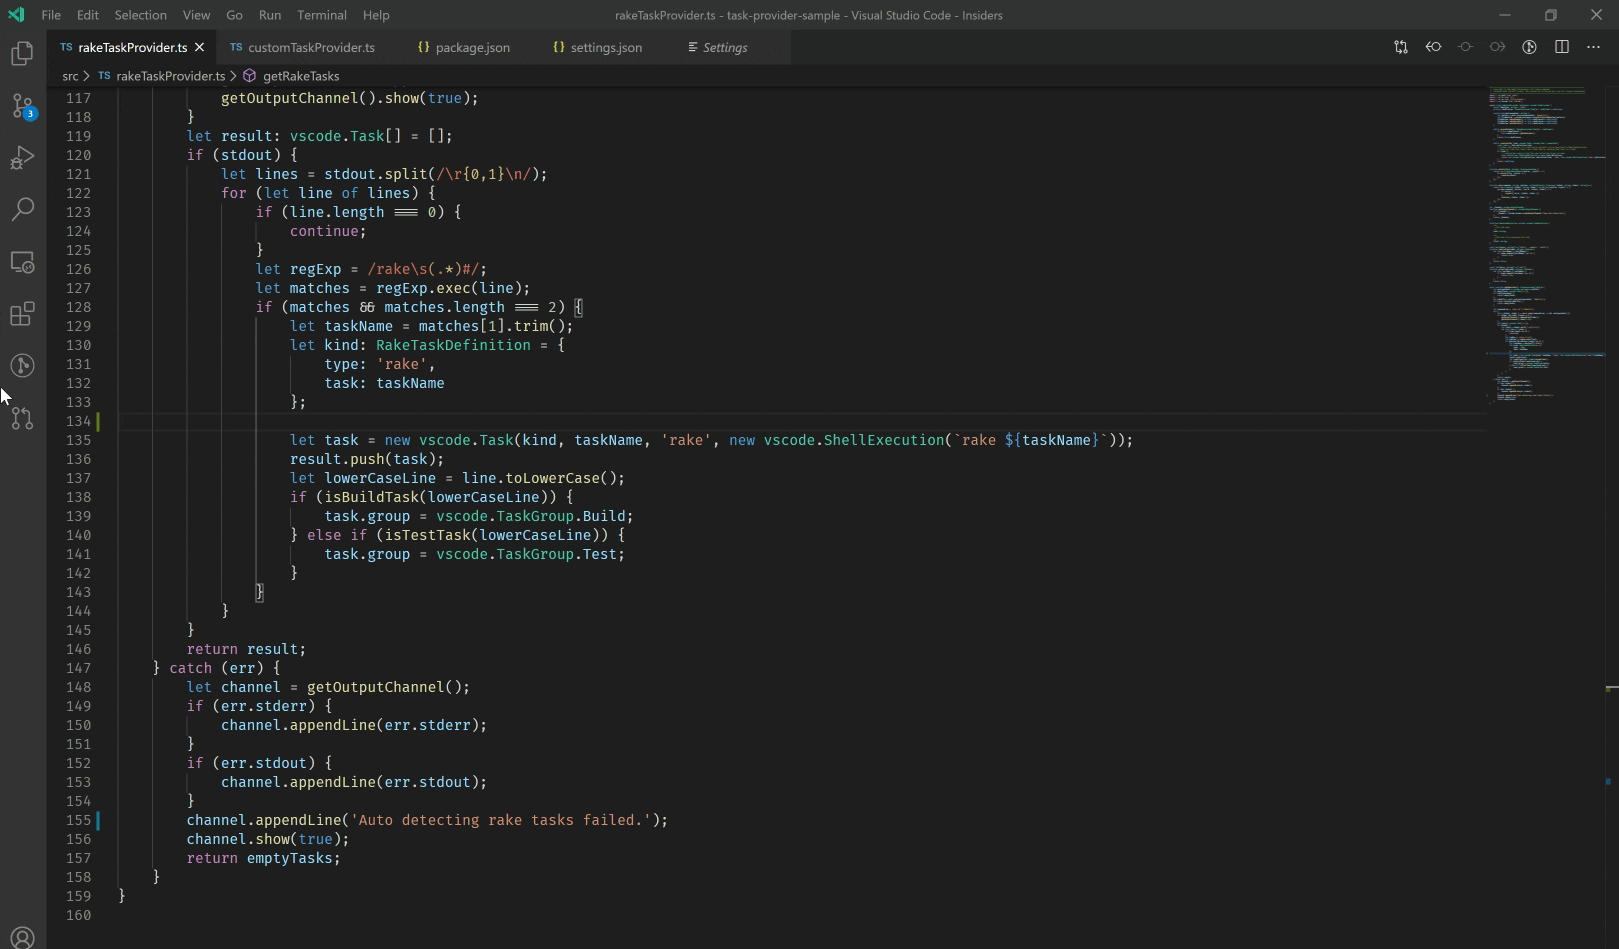 File Edit Selection View Go Run Terminal Help rakeTaskProvider.ts - task-provider-sample - Visual Studio Code - Insiders
TS rakeTaskProvider.ts TS customTaskProvider.ts {} package.json {} settings.json Settings
src > TS rakeTaskProvider.ts > getRakeTasks
3
117 getOutputChannel().show(true);
118 }
119 let result: vscode.Task[] = [];
120 if (stdout) {
121 let lines = stdout.split(/\r{0,1}\n/);
122 for (let line of lines) {
123 if (line.length === 0) {
124 continue;
125 }
126 let regExp = /rake\s(.*)#/;
127 let matches = regExp.exec(line);
128 if (matches && matches.length === 2) {
129 let taskName = matches[1].trim();
130 let kind: RakeTaskDefinition = {
131 type: 'rake',
132 task: taskName
133 };
134
135 let task = new vscode.Task(kind, taskName, 'rake', new vscode.ShellExecution(`rake ${taskName}`));
136 result.push(task);
137 let lowerCaseLine = line.toLowerCase();
138 if (isBuildTask(lowerCaseLine)) {
139 task.group = vscode.TaskGroup.Build;
140 } else if (isTestTask(lowerCaseLine)) {
141 task.group = vscode.TaskGroup.Test;
142 }
143 }
144 }
145 }
146 return result;
147 } catch (err) {
148 let channel = getOutputChannel();
149 if (err.stderr) {
150 channel.appendLine(err.stderr);
151 }
152 if (err.stdout) {
153 channel.appendLine(err.stdout);
154 }
155 channel.appendLine('Auto detecting rake tasks failed.');
156 channel.show(true);
157 return emptyTasks;
158 }
159 }
160